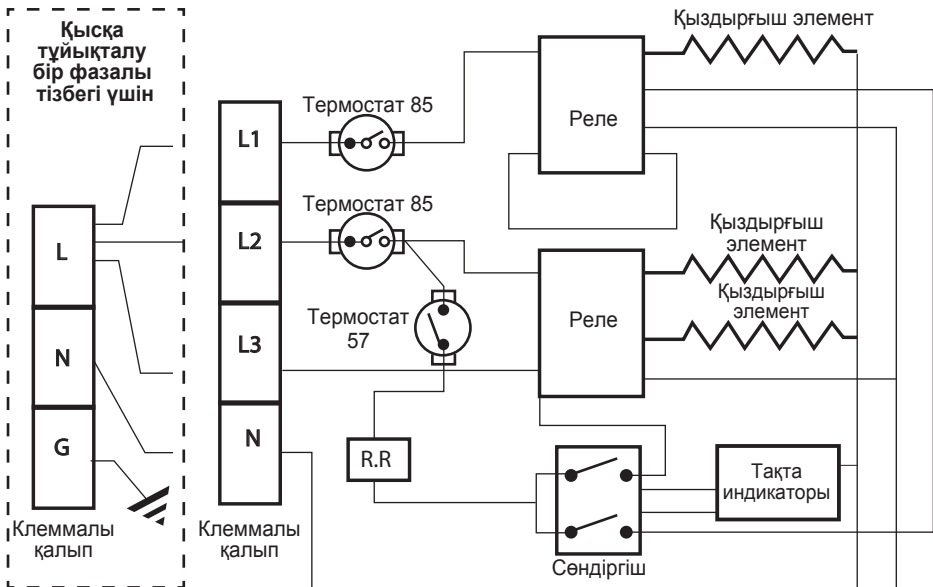 Қысқа
тұйықталу
бір фазалы
тізбегі үшін
L
N
G
Клеммалы
қалып
L1
L2
L3
N
Клеммалы
қалып
Термостат 85
Термостат 85
Термостат
57
R.R
Реле
Реле
Қыздырғыш элемент
Қыздырғыш
элемент
Қыздырғыш
элемент
Тақта
индикаторы
Сөндіргіш